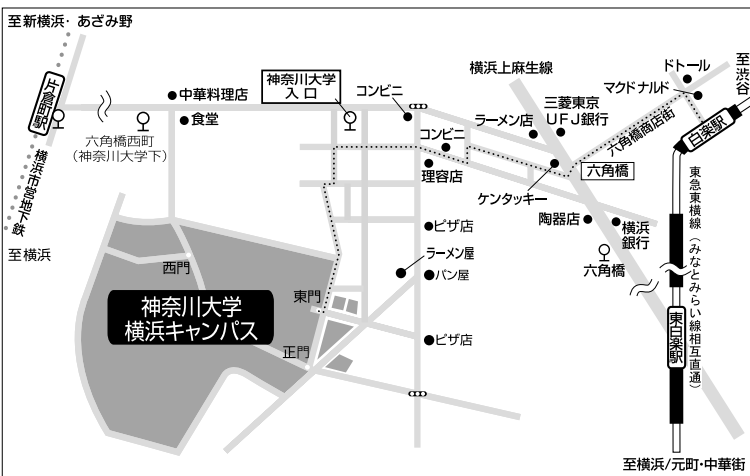 至新横浜・あざみ野
片倉町駅
横浜市営地下鉄
至横浜
中華料理店
食堂
六角橋西町
(神奈川大学下)
神奈川大学
入口
コンビニ
コンビニ
理容店
ピザ店
ラーメン屋
パン屋
ピザ店
西門
東門
正門
神奈川大学
横浜キャンパス
横浜上麻生線
ラーメン店
三菱東京
UFJ銀行
ケンタッキー
六角橋
六角橋商店街
ドトール
マクドナルド
至渋谷
白楽駅
陶器店
横浜
銀行
六角橋
東急東横線(みなとみらい線相互直通)
東白楽駅
至横浜/元町・中華街